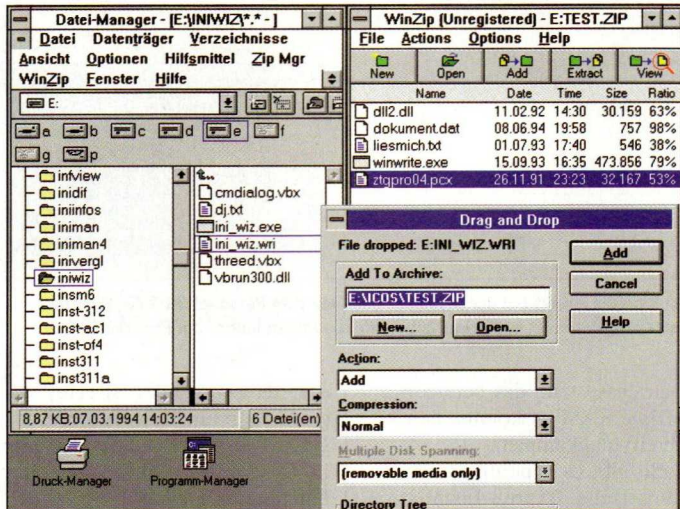 Datei-Manager - [E:\INIWIZ\*.* - ]
Datei Datenträger Verzeichnisse
Ansicht Optionen Hilfsmittel Zip Mgr
WinZip Fenster Hilfe
E:
a b c d e f
g p
infview
inidif
iniinfos
iniman
iniman4
inivergl
iniwiz
insm6
inst-312
inst-ac1
inst-of4
inst311
inst311a
cmdialog.vbx
dj.txt
ini_wiz.exe
ini_wiz.wri
threed.vbx
vbrun300.dll
8,87 KB,07.03.1994 14:03:24 6 Datei(en)
Druck-Manager Programm-Manager
WinZip (Unregistered) - E:TEST.ZIP
File Actions Options Help
New Open Add Extract View
Name Date Time Size Ratio
dll2.dll 11.02.92 14:30 30.159 63%
dokument.dat 08.06.94 19:58 757 98%
liesmich.txt 01.07.93 17:40 546 38%
winwrite.exe 15.09.93 16:35 473.856 79%
ztgpro04.pcx 26.11.91 23:23 32.167 53%
Drag and Drop
File dropped: E:INI_WIZ.WRI
Add To Archive:
E:\ICOS\TEST.ZIP
New... Open...
Add
Cancel
Help
Action:
Add
Compression:
Normal
Multiple Disk Spanning:
(removable media only)
Directory Tree